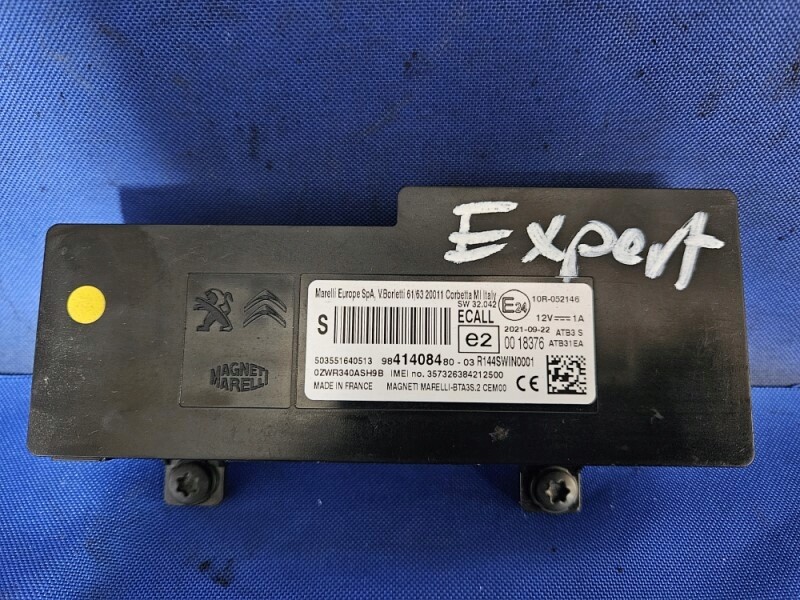 Expert
Marelli Europe SpA, V.Borletti 61/63 20011 Corbetta MI Italy
SW 32.042
E24
10R-052146
S
ECALL
12V 1A
2021-09-22 ATB3 S
e2
00 18376 ATB31EA
503551640513 9841408480 - 03 R144SWIN0001
0ZWR340ASH9B IMEI no. 357326384212500
MADE IN FRANCE MAGNETI MARELLI-BTA3S.2 CEM00
CE
MAGNETI
MARELLI